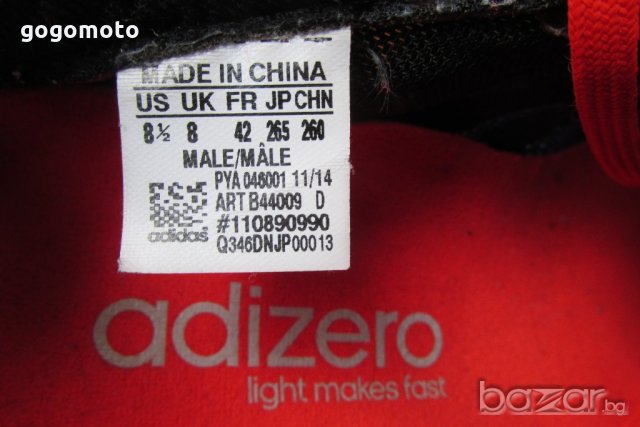 gogomoto
MADE IN CHINA
US UK FR JP CHN
8½ 8 42 265 260
MALE/MÂLE
PYA 046001 11/14
ART B44009 D
#110890990
adidas
Q346DNJP00013
adizero
light makes fast
bazar.bg